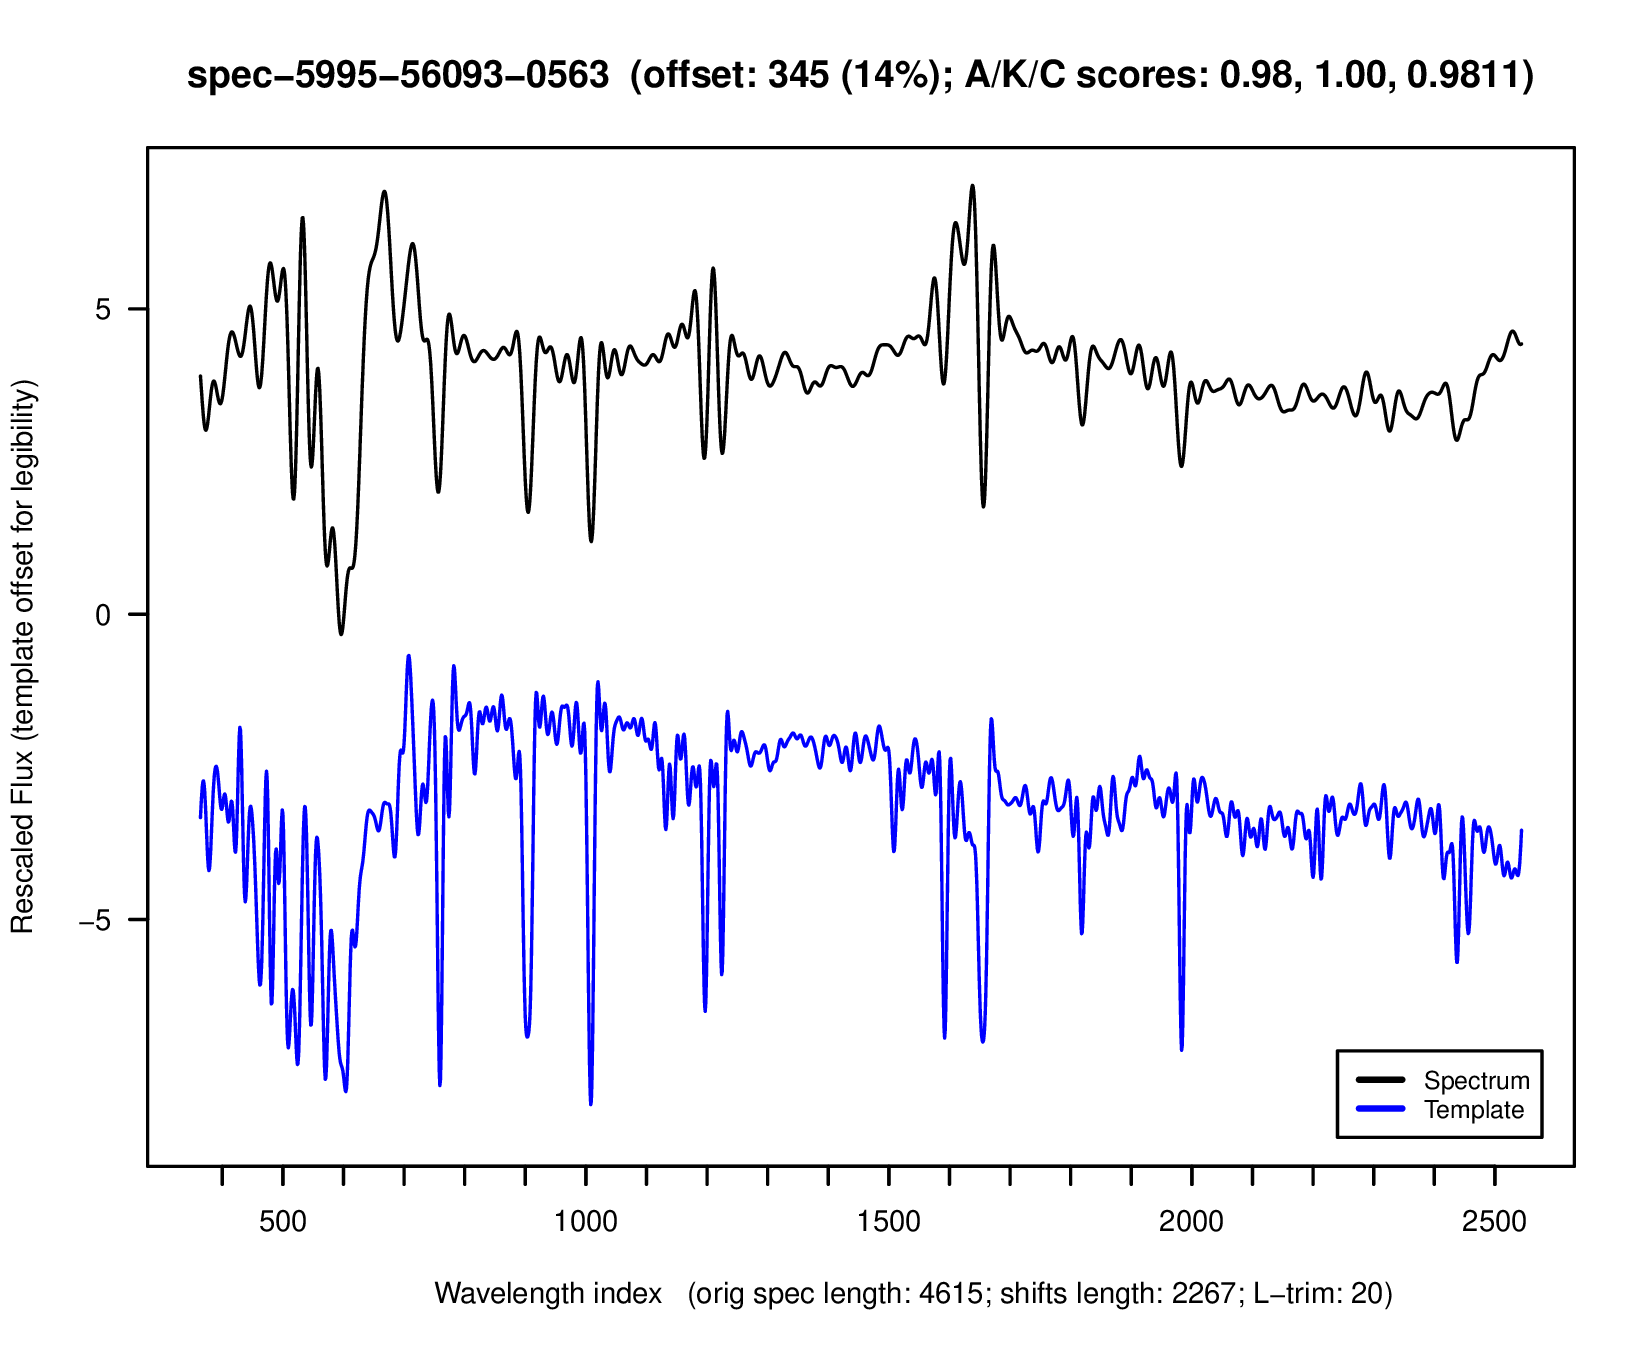 spec−5995−56093−0563  (offset: 345 (14%); A/K/C scores: 0.98, 1.00, 0.9811)
Rescaled Flux (template offset for legibility)
5
0
−5
Spectrum
Template
500 1000 1500 2000 2500
Wavelength index   (orig spec length: 4615; shifts length: 2267; L−trim: 20)